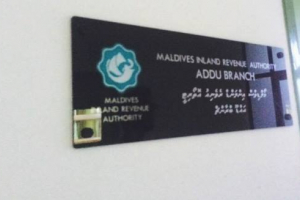 MALDIVES
INLAND REVENUE
AUTHORITY
MALDIVES INLAND REVENUE AUTHORITY
ADDU BRANCH
މޯލްޑިވްސް އިންލެންޑް ރެވެނިއު އޮތޯރިޓީ
އައްޑޫ ބްރާންޗް